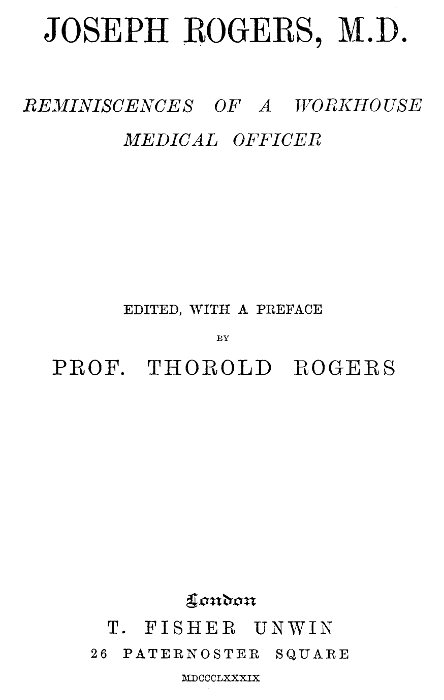 JOSEPH ROGERS, M.D.
REMINISCENCES OF A WORKHOUSE
MEDICAL OFFICER
EDITED, WITH A PREFACE
BY
PROF. THOROLD ROGERS
London
T. FISHER UNWIN
26 PATERNOSTER SQUARE
MDCCCLXXXIX